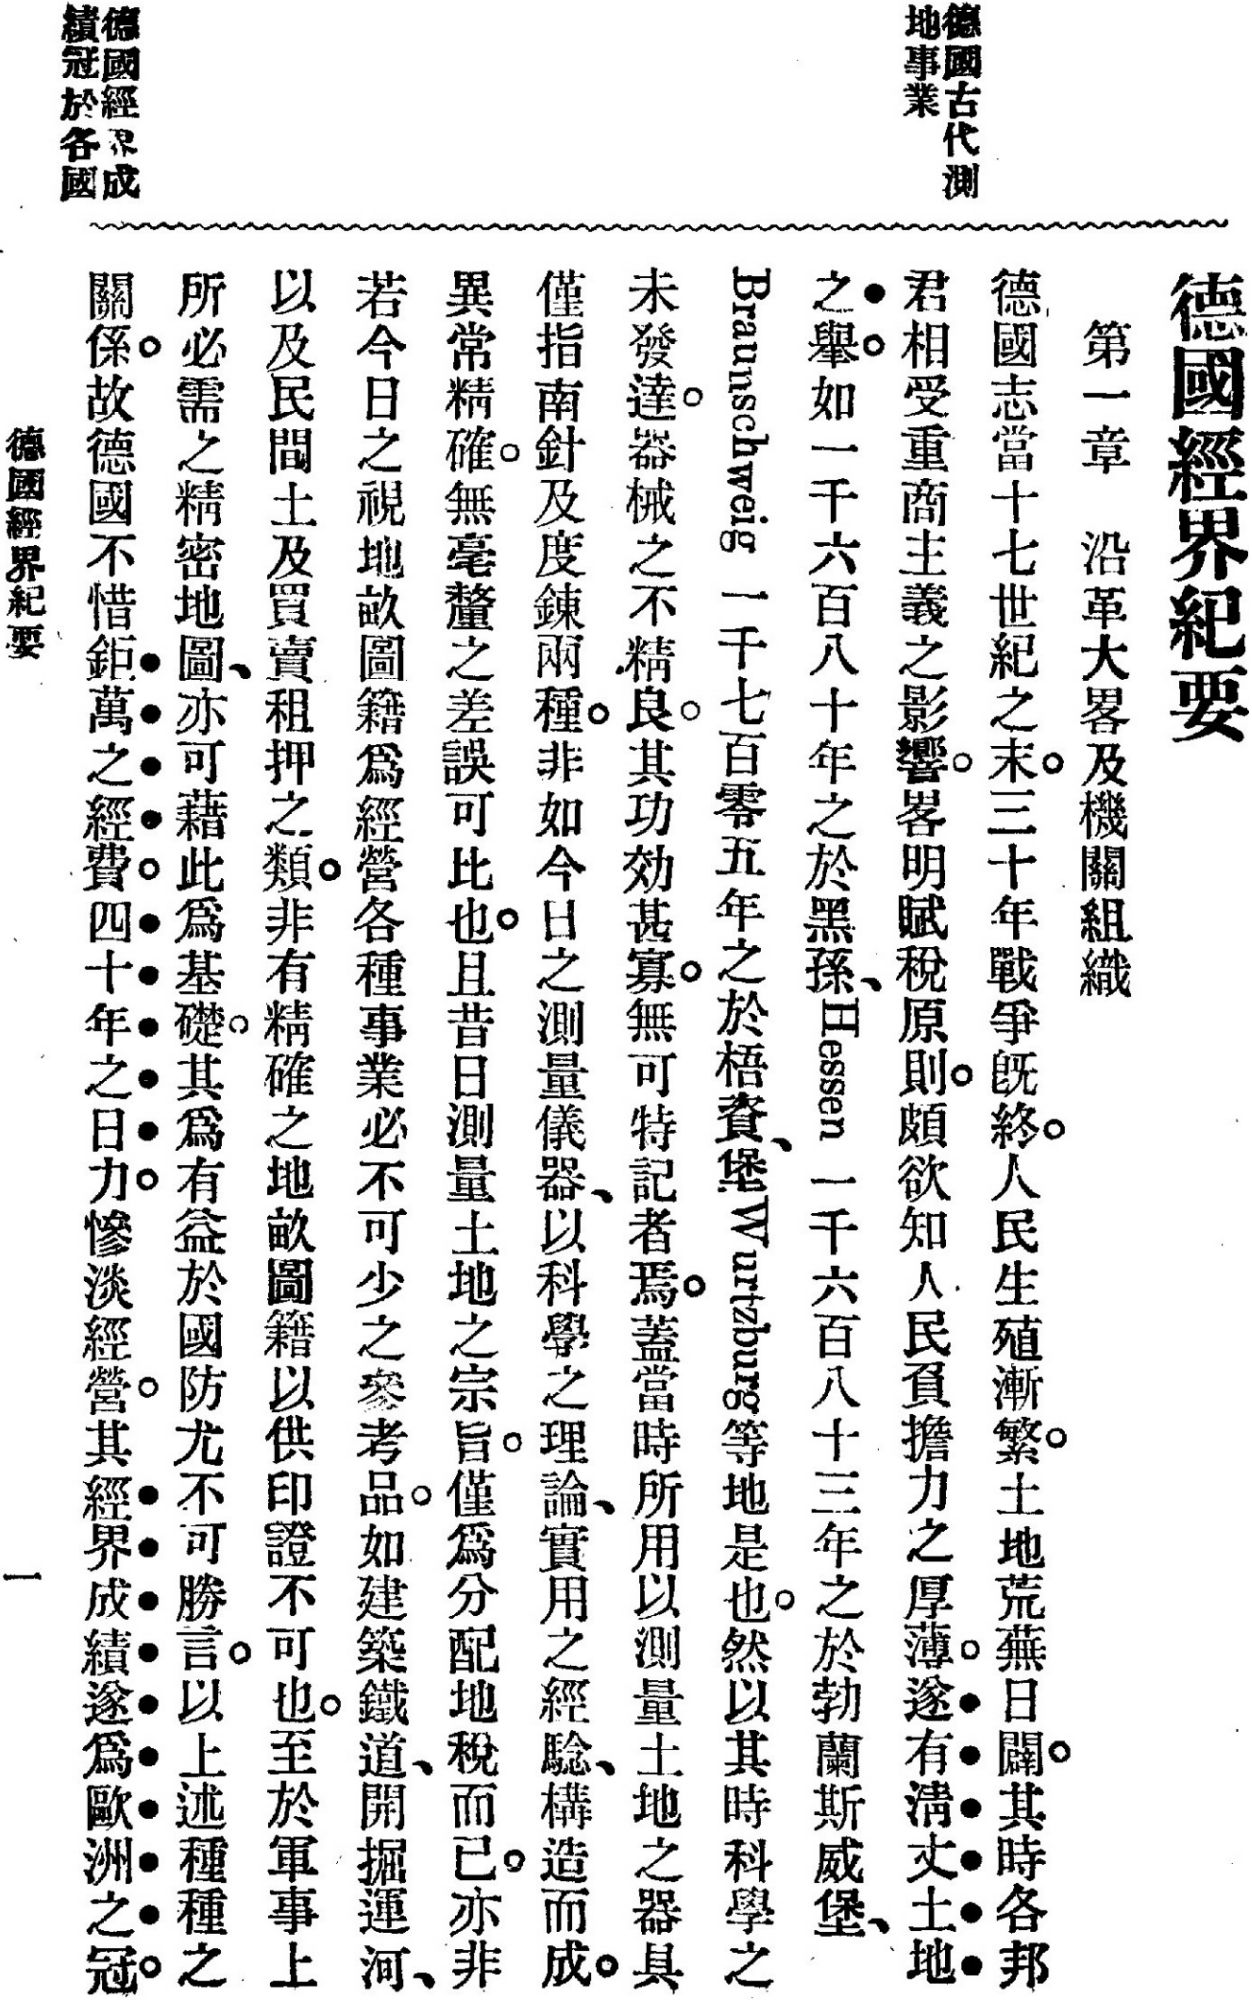 德國古代測
地事業
德國經界成
績冠於各國
德國經界紀要
第一章　沿革大畧及機關組織
德國志當十七世紀之末。三十年戰爭旣終。人民生殖漸繁。土地荒蕪日闢。其時各邦
君相受重商主義之影響。畧明賦稅原則。頗欲知人民負擔力之厚薄。遂有淸丈土地
之舉。如一千六百八十年之於黑孫、Hessen 一千六百八十三年之於勃蘭斯威堡、
Braunschweig 一千七百零五年之於梧賚、堡Wurtzburg等地是也。然以其時科學之
未發達。器械之不精良。其功効甚寡。無可特記者焉。蓋當時所用以測量土地之器具
僅指南針及度鍊兩種。非如今日之測量儀器、以科學之理論、實用之經騐、構造而成。
異常精確。無毫釐之差誤可比也。且昔日測量土地之宗旨。僅爲分配地稅而已。亦非
若今日之視地畝圖籍爲經營各種事業必不可少之參考品。如建築鐵道、開掘運河、
以及民間土及買賣租押之類。非有精確之地畝圖籍以供印證不可也。至於軍事上
所必需之精密地圖、亦可藉此爲基礎。其爲有益於國防尤不可勝言。以上述種種之
關係。故德國不惜鉅萬之經費。四十年之日力。慘淡經營。其經界成績遂爲歐洲之冠。
德國經界紀要
一